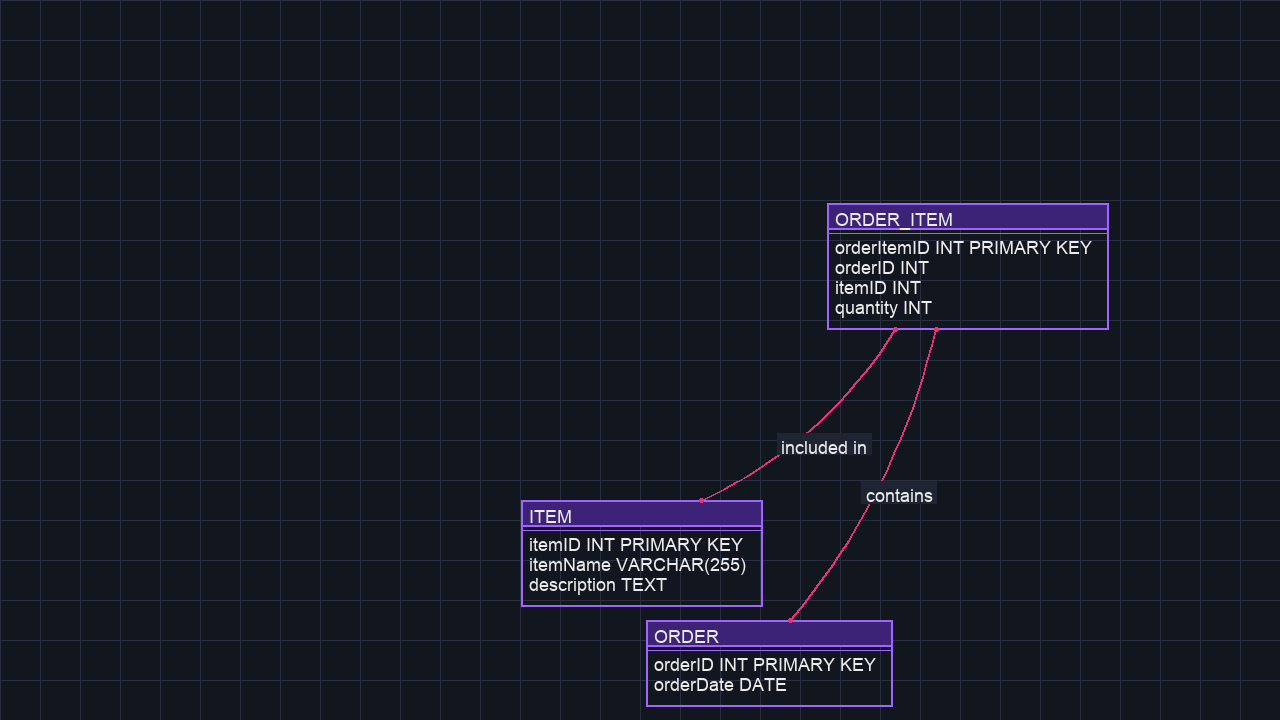 ORDER_ITEM
orderItemID INT PRIMARY KEY
orderID INT
itemID INT
quantity INT
included in
contains
ITEM
itemID INT PRIMARY KEY
itemName VARCHAR(255)
description TEXT
ORDER
orderID INT PRIMARY KEY
orderDate DATE